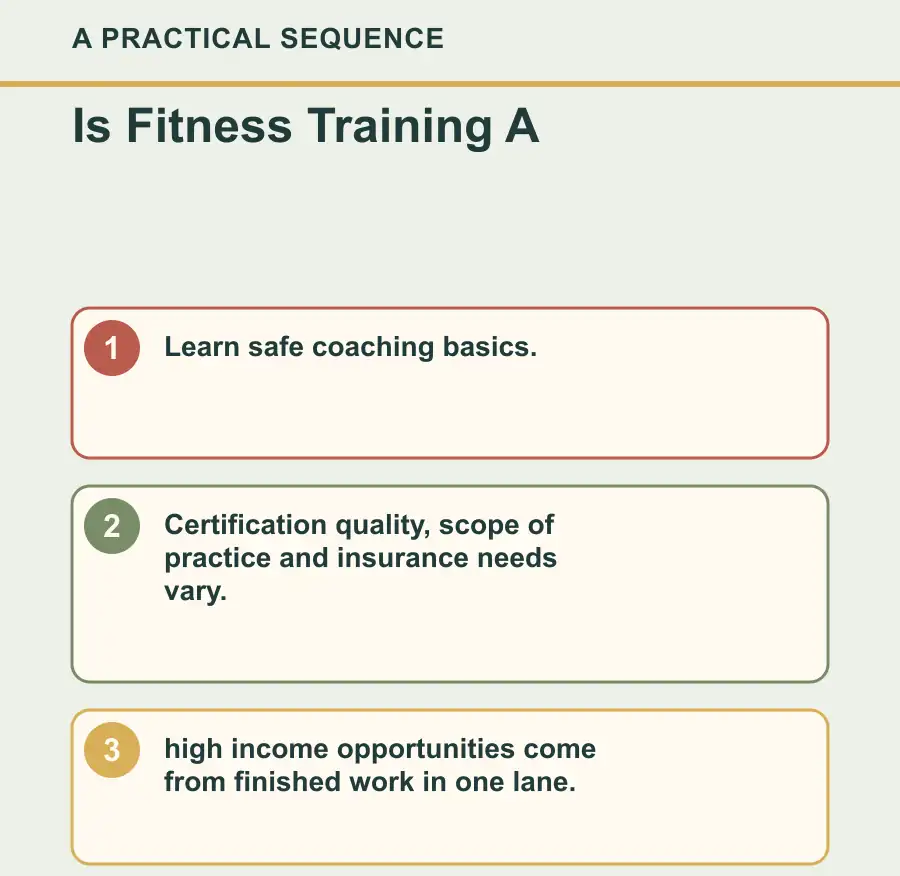 A PRACTICAL SEQUENCE
Is Fitness Training A
1
Learn safe coaching basics.
2
Certification quality, scope of
practice and insurance needs
vary.
3
high income opportunities come
from finished work in one lane.